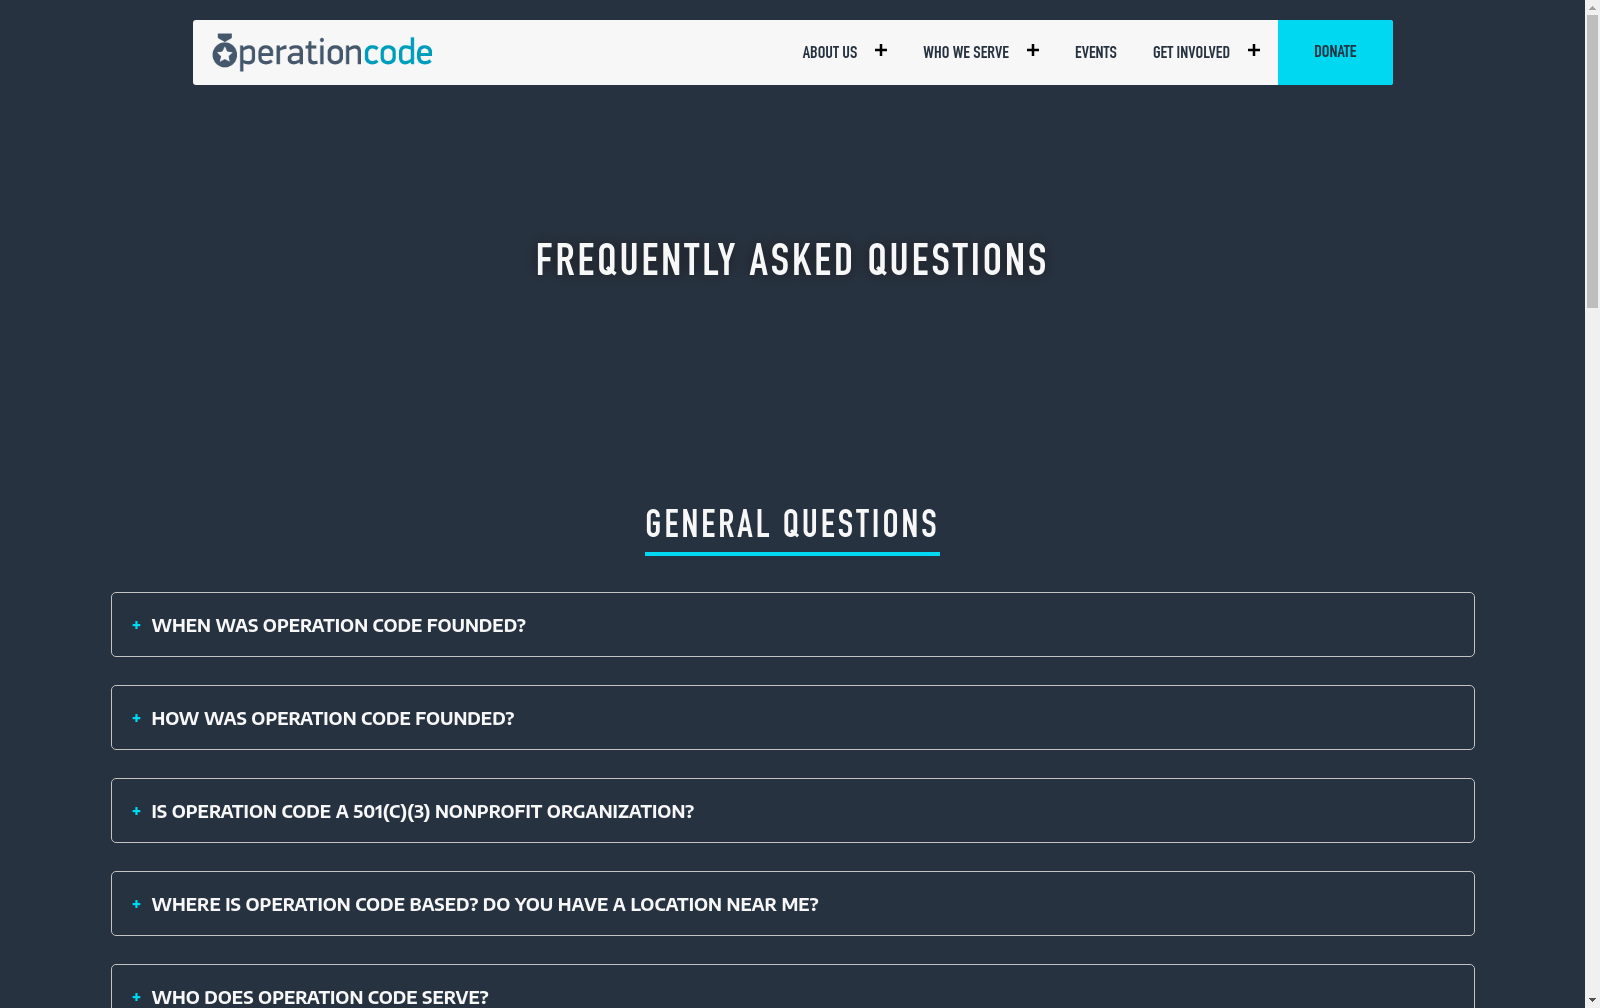 operationcode
ABOUT US + WHO WE SERVE + EVENTS GET INVOLVED + DONATE
FREQUENTLY ASKED QUESTIONS
GENERAL QUESTIONS
+ WHEN WAS OPERATION CODE FOUNDED?
+ HOW WAS OPERATION CODE FOUNDED?
+ IS OPERATION CODE A 501(C)(3) NONPROFIT ORGANIZATION?
+ WHERE IS OPERATION CODE BASED? DO YOU HAVE A LOCATION NEAR ME?
+ WHO DOES OPERATION CODE SERVE?